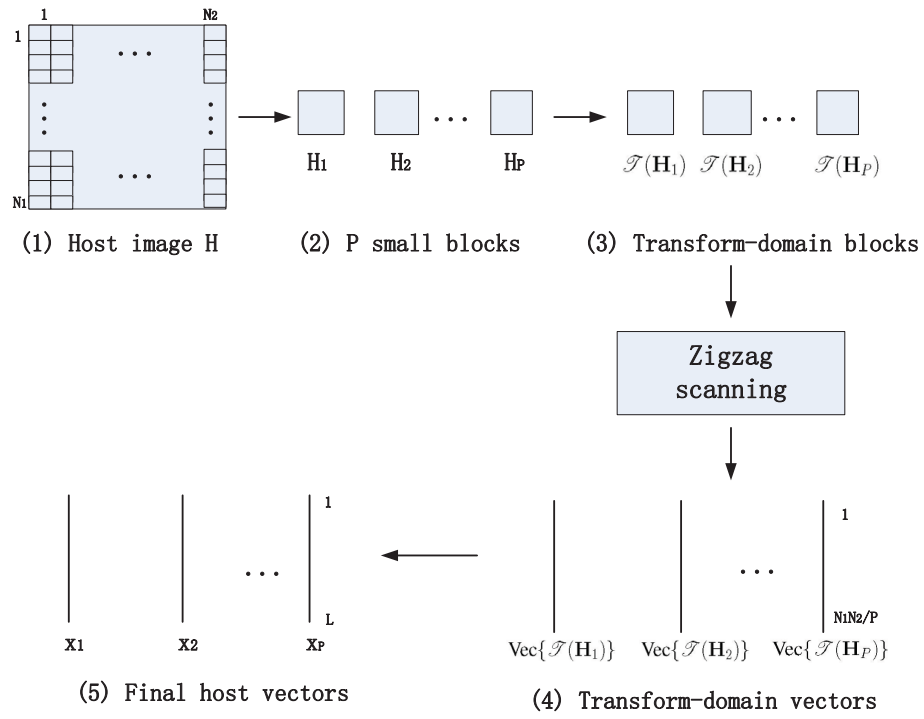 1 N2
1
N1
(1) Host image H
H1 H2 ... HP
(2) P small blocks
𝒯(H1) 𝒯(H2) ... 𝒯(HP)
(3) Transform-domain blocks
Zigzag
scanning
1
N1N2/P
Vec{𝒯(H1)} Vec{𝒯(H2)} ... Vec{𝒯(HP)}
(4) Transform-domain vectors
1
L
X1 X2 ... XP
(5) Final host vectors